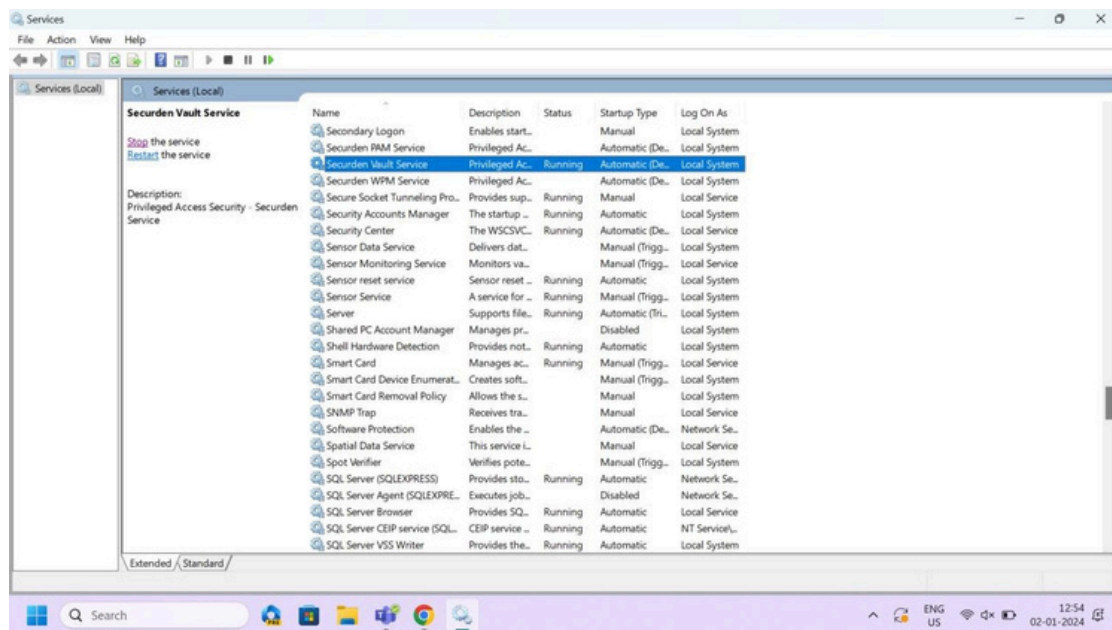 Services
File Action View Help
Services (Local)
Services (Local)
Securden Vault Service
Stop the service
Restart the service
Description:
Privileged Access Security - Securden
Service
Name Description Status Startup Type Log On As
Secondary Logon Enables start... Manual Local System
Securden PAM Service Privileged Ac... Automatic (De... Local System
Securden Vault Service Privileged Ac... Running Automatic (De... Local System
Securden WPM Service Privileged Ac... Automatic (De... Local System
Secure Socket Tunneling Pro... Provides sup... Running Manual Local Service
Security Accounts Manager The startup ... Running Automatic Local System
Security Center The WSCSVC... Running Automatic (De... Local Service
Sensor Data Service Delivers dat... Manual (Trigg... Local System
Sensor Monitoring Service Monitors va... Manual (Trigg... Local Service
Sensor reset service Sensor reset ... Running Automatic Local System
Sensor Service A service for ... Running Manual (Trigg... Local System
Server Supports file... Running Automatic (Tri... Local System
Shared PC Account Manager Manages pr... Disabled Local System
Shell Hardware Detection Provides not... Running Automatic Local System
Smart Card Manages ac... Running Manual (Trigg... Local Service
Smart Card Device Enumerat... Creates soft... Manual (Trigg... Local System
Smart Card Removal Policy Allows the s... Manual Local System
SNMP Trap Receives tra... Manual Local Service
Software Protection Enables the ... Automatic (De... Network Se...
Spatial Data Service This service i... Manual Local Service
Spot Verifier Verifies pote... Manual (Trigg... Local System
SQL Server (SQLEXPRESS) Provides sto... Running Automatic Network Se...
SQL Server Agent (SQLEXPRE... Executes job... Disabled Network Se...
SQL Server Browser Provides SQ... Running Automatic Local Service
SQL Server CEIP service (SQL... CEIP service ... Running Automatic NT Service\...
SQL Server VSS Writer Provides the... Running Automatic Local System
Extended Standard
Search
ENG
US
12:54
02-01-2024